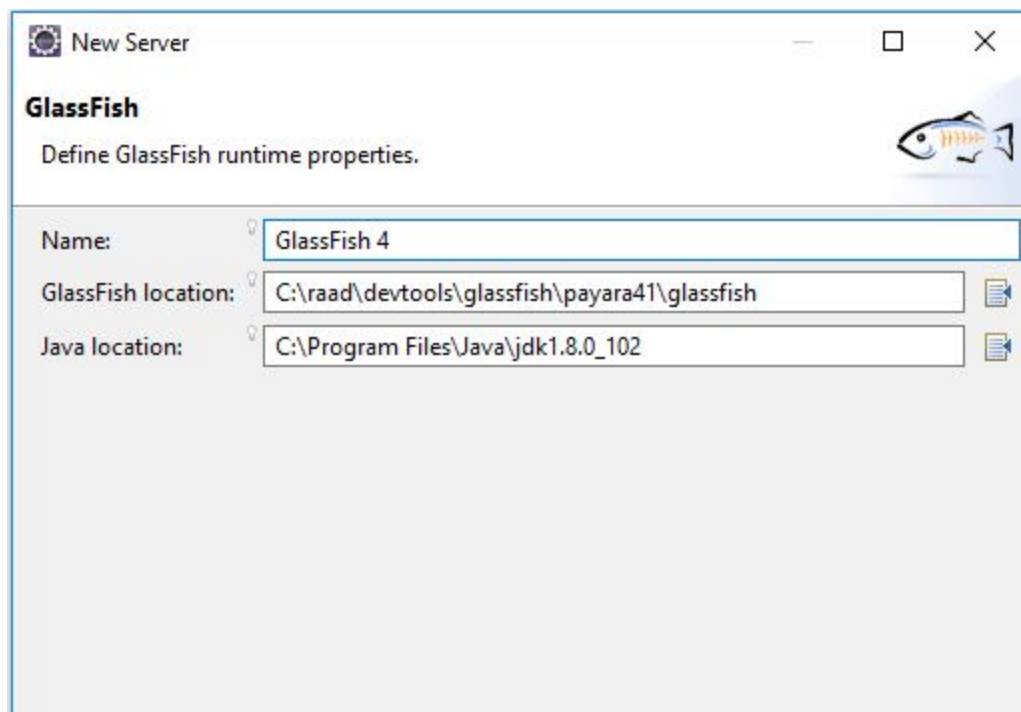 New Server
GlassFish
Define GlassFish runtime properties.
Name: GlassFish 4
GlassFish location: C:\raad\devtools\glassfish\payara41\glassfish
Java location: C:\Program Files\Java\jdk1.8.0_102